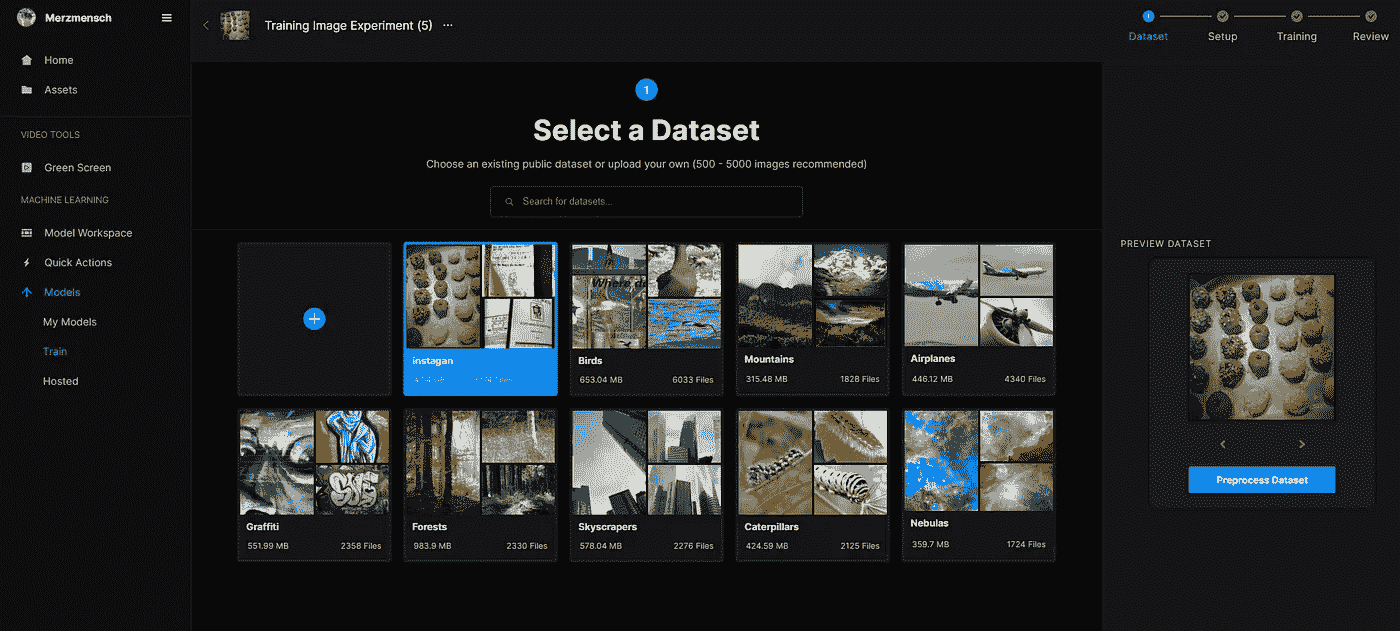 Merzmensch
Home
Assets
VIDEO TOOLS
Green Screen
MACHINE LEARNING
Model Workspace
Quick Actions
Models
My Models
Train
Hosted
Training Image Experiment (5) ...
1
Dataset
Setup
Training
Review
1
Select a Dataset
Choose an existing public dataset or upload your own (500 - 5000 images recommended)
Search for datasets...
instagan
Where
Birds
653.04 MB 6033 Files
Mountains
315.48 MB 1828 Files
Airplanes
446.12 MB 4340 Files
Graffiti
551.99 MB 2358 Files
Forests
983.9 MB 2330 Files
Skyscrapers
578.04 MB 2276 Files
Caterpillars
424.59 MB 2125 Files
Nebulas
359.7 MB 1724 Files
PREVIEW DATASET
Preprocess Dataset